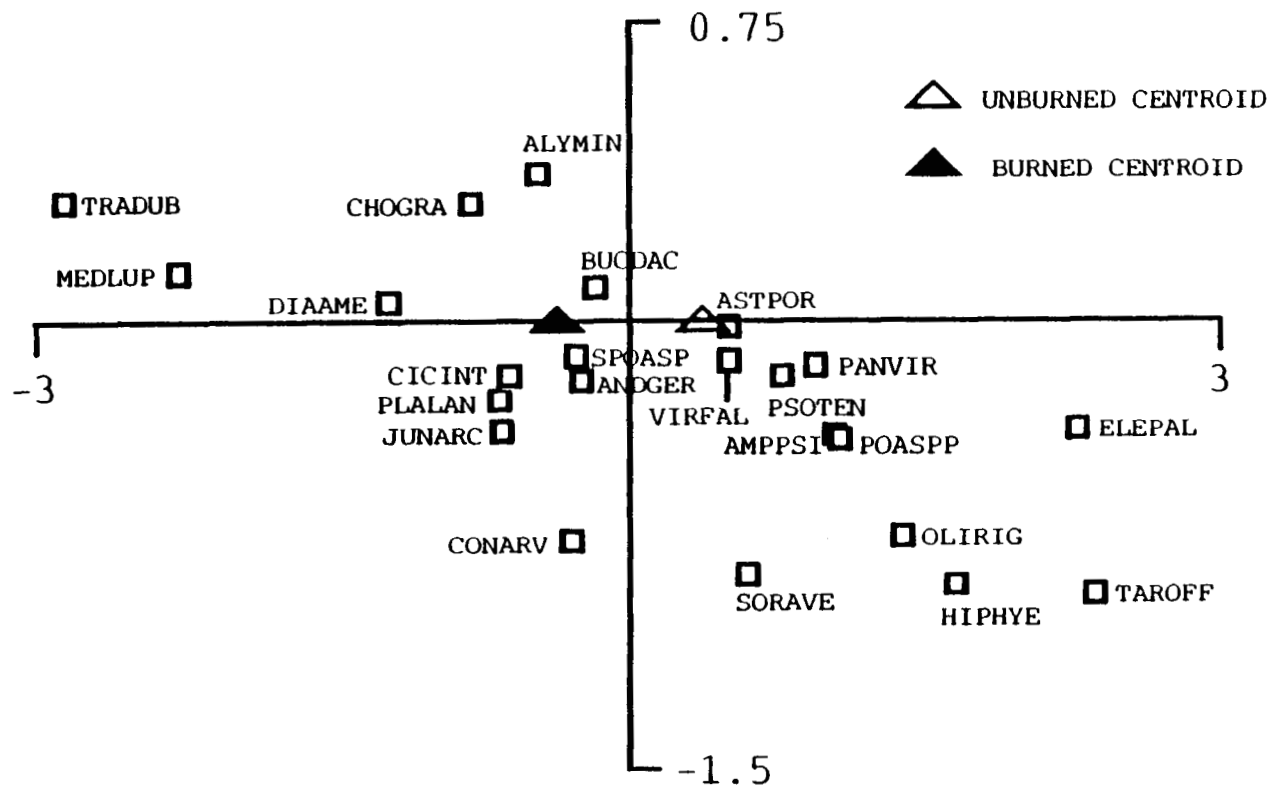 0.75
UNBURNED CENTROID
ALYMIN
BURNED CENTROID
TRADUB
CHOGRA
BUCDAC
MEDLUP
ASTPOR
DIAAME
SPOASP
PANVIR
CICINT
ANDGER
-3
3
PLALAN
VIRFAL
PSOTEN
JUNARC
AMPPSI
POASPP
ELEPAL
CONARV
OLIRIG
SORAVE
HIPHYE
TAROFF
-1.5